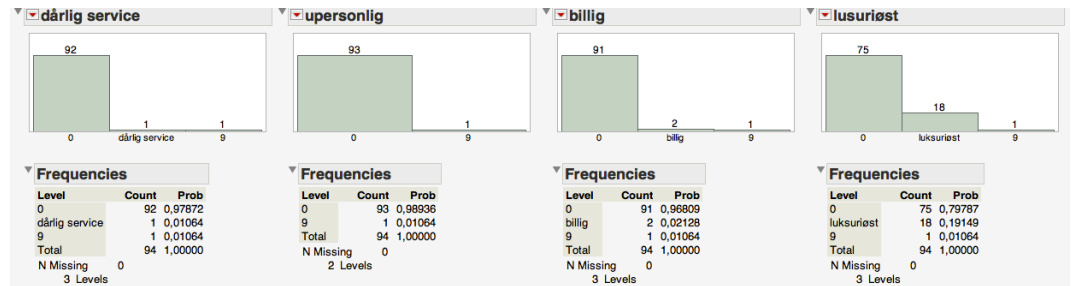 dårlig service
92
1
1
0
dårlig service
9
Frequencies
Level Count Prob
0 92 0,97872
dårlig service 1 0,01064
9 1 0,01064
Total 94 1,00000
N Missing 0
3 Levels
upersonlig
93
1
0
9
Frequencies
Level Count Prob
0 93 0,98936
9 1 0,01064
Total 94 1,00000
N Missing 0
2 Levels
billig
91
2
1
0
billig
9
Frequencies
Level Count Prob
0 91 0,96809
billig 2 0,02128
9 1 0,01064
Total 94 1,00000
N Missing 0
3 Levels
lusuriøst
75
18
1
0
luksuriøst
9
Frequencies
Level Count Prob
0 75 0,79787
luksuriøst 18 0,19149
9 1 0,01064
Total 94 1,00000
N Missing 0
3 Levels